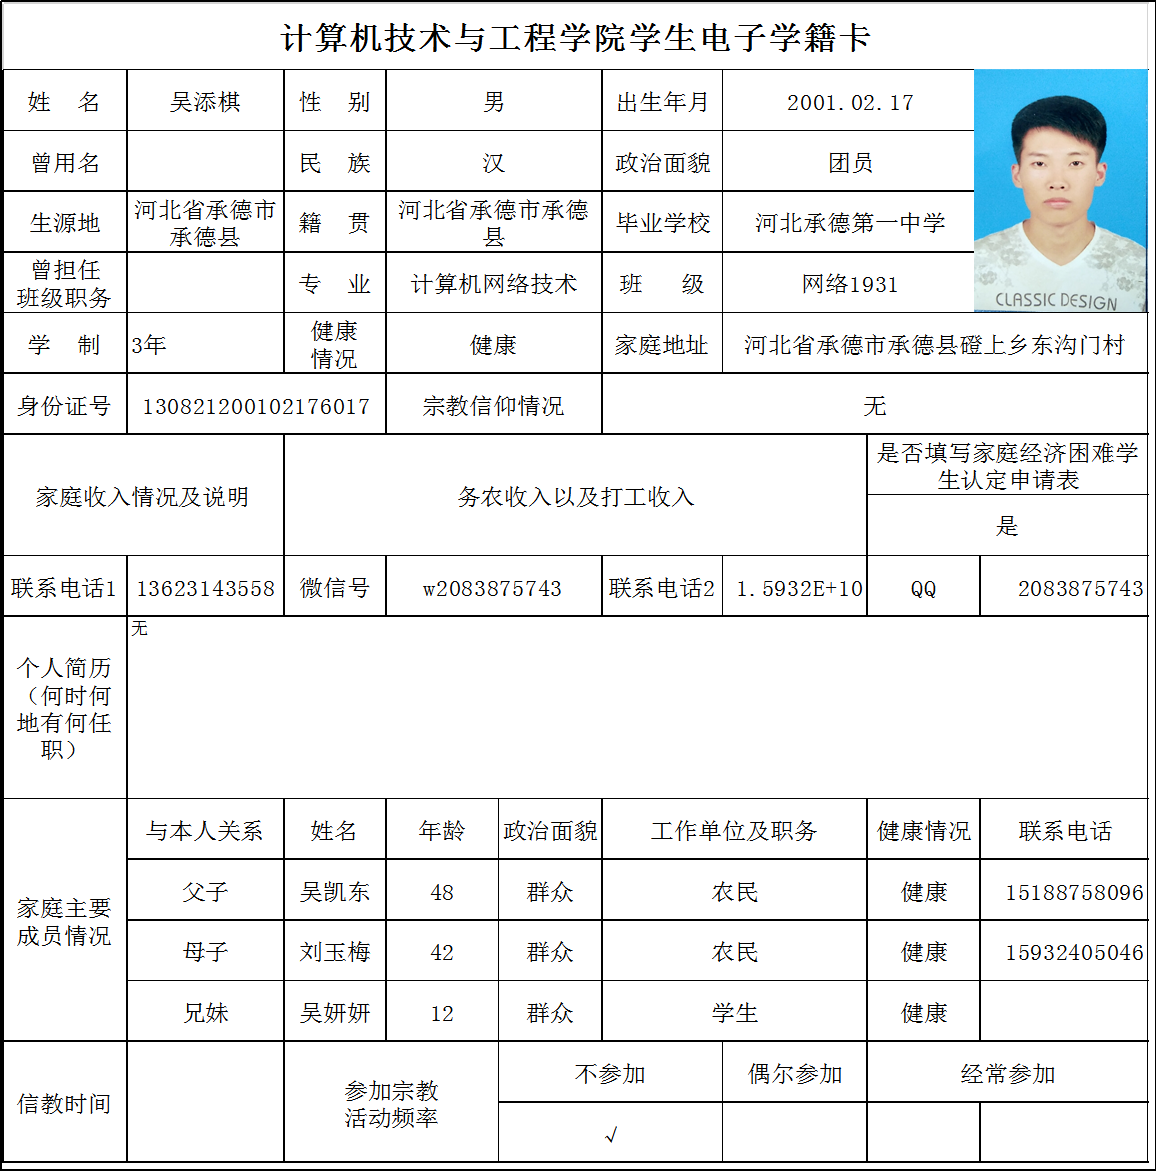 计算机技术与工程学院学生电子学籍卡
姓 名 吴添棋 性 别 男 出生年月 2001.02.17
曾用名 民 族 汉 政治面貌 团员
生源地 河北省承德市承德县 籍 贯 河北省承德市承德县 毕业学校 河北承德第一中学
曾担任班级职务 专 业 计算机网络技术 班 级 网络1931
CLASSIC DESIGN
学 制 3年 健康情况 健康 家庭地址 河北省承德市承德县磴上乡东沟门村
身份证号 130821200102176017 宗教信仰情况 无
家庭收入情况及说明 务农收入以及打工收入 是否填写家庭经济困难学生认定申请表
是
联系电话1 13623143558 微信号 w2083875743 联系电话2 1.5932E+10 QQ 2083875743
个人简历（何时何地有何任职） 无
家庭主要成员情况 与本人关系 姓名 年龄 政治面貌 工作单位及职务 健康情况 联系电话
父子 吴凯东 48 群众 农民 健康 15188758096
母子 刘玉梅 42 群众 农民 健康 15932405046
兄妹 吴妍妍 12 群众 学生 健康
信教时间 参加宗教活动频率 不参加 偶尔参加 经常参加
√